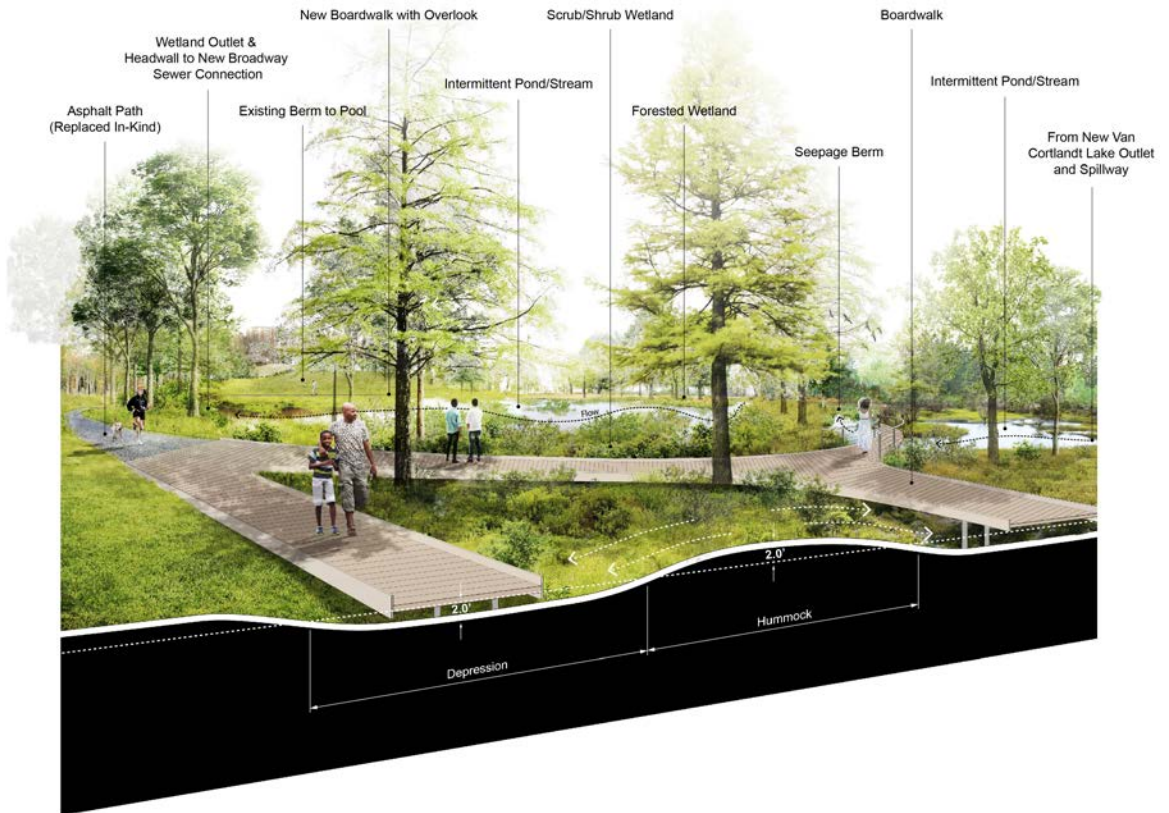 New Boardwalk with Overlook
Scrub/Shrub Wetland
Boardwalk
Wetland Outlet &
Headwall to New Broadway
Sewer Connection
Intermittent Pond/Stream
Intermittent Pond/Stream
Asphalt Path
(Replaced In-Kind)
Existing Berm to Pool
Forested Wetland
Seepage Berm
From New Van
Cortlandt Lake Outlet
and Spillway
Flow
2.0'
2.0'
Hummock
Depression